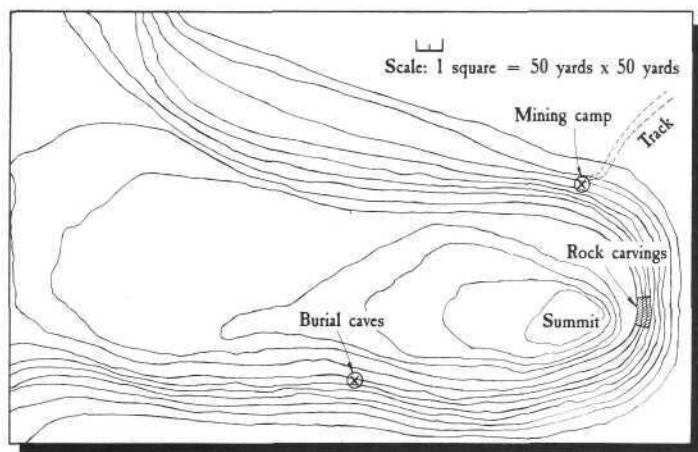 Scale: 1 square = 50 yards x 50 yards
Mining camp
Track
Rock carvings
Burial caves
Summit